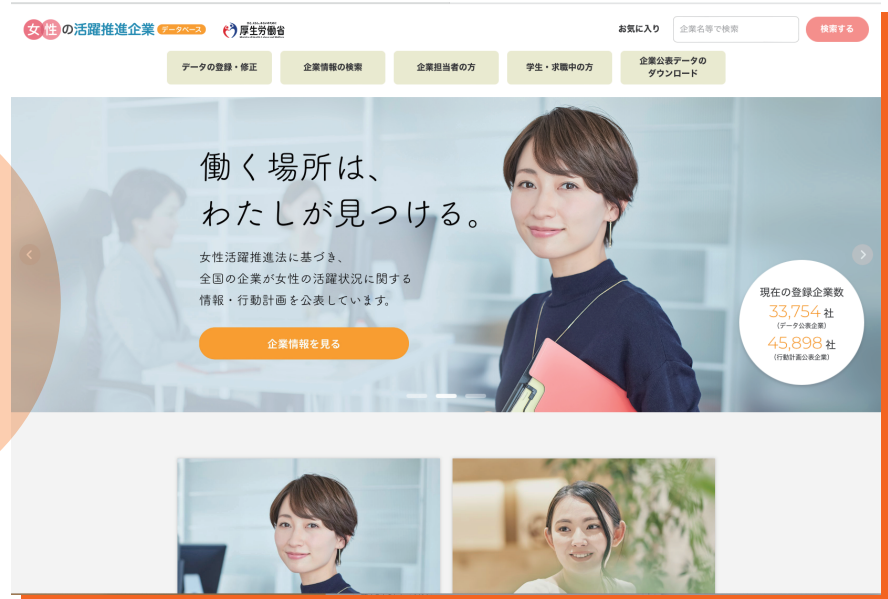 女性の活躍推進企業 データベース
厚生労働省
お気に入り
企業名等で検索
検索する
データの登録・修正
企業情報の検索
企業担当者の方
学生・求職中の方
企業公表データの
ダウンロード
働く場所は、
わたしが見つける。
女性活躍推進法に基づき、
全国の企業が女性の活躍状況に関する
情報・行動計画を公表しています。
企業情報を見る
現在の登録企業数
33,754 社
(データ公表企業)
45,898 社
(行動計画公表企業)